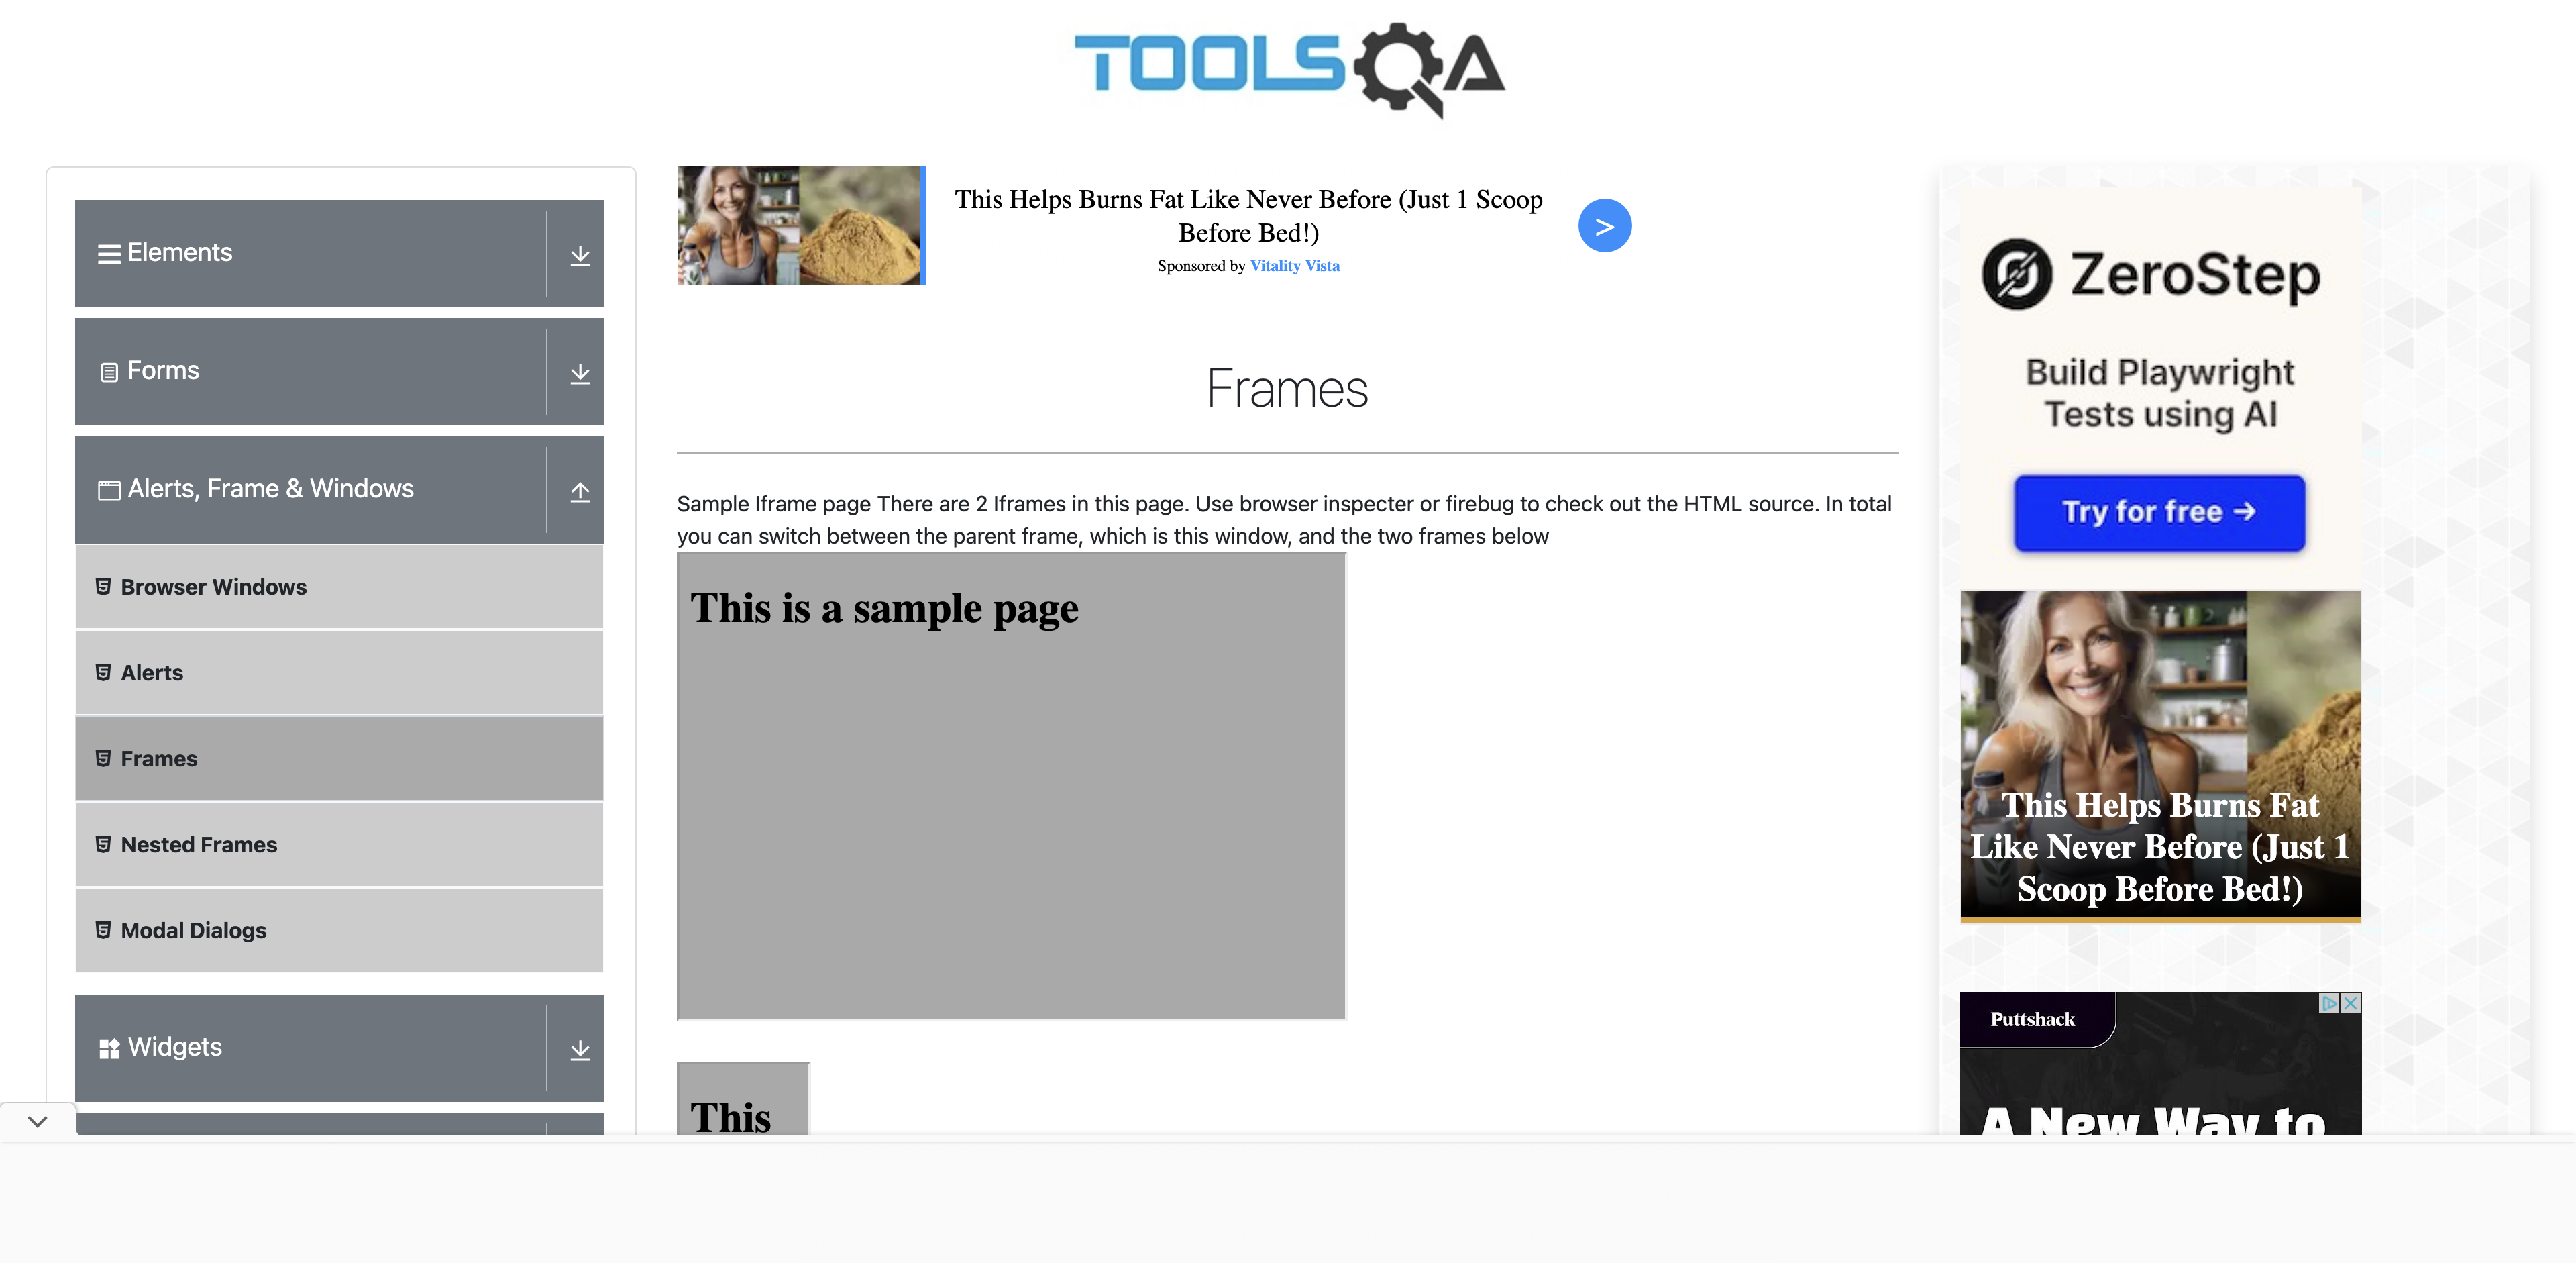 TOOLSQA
Elements
Forms
Alerts, Frame & Windows
Browser Windows
Alerts
Frames
Nested Frames
Modal Dialogs
Widgets
This Helps Burns Fat Like Never Before (Just 1 Scoop
Before Bed!)
Sponsored by Vitality Vista
>
Frames
Sample Iframe page There are 2 Iframes in this page. Use browser inspecter or firebug to check out the HTML source. In total
you can switch between the parent frame, which is this window, and the two frames below
This is a sample page
This
ZeroStep
Build Playwright
Tests using AI
Try for free →
This Helps Burns Fat
Like Never Before (Just 1
Scoop Before Bed!)
Puttshack
A New Way to